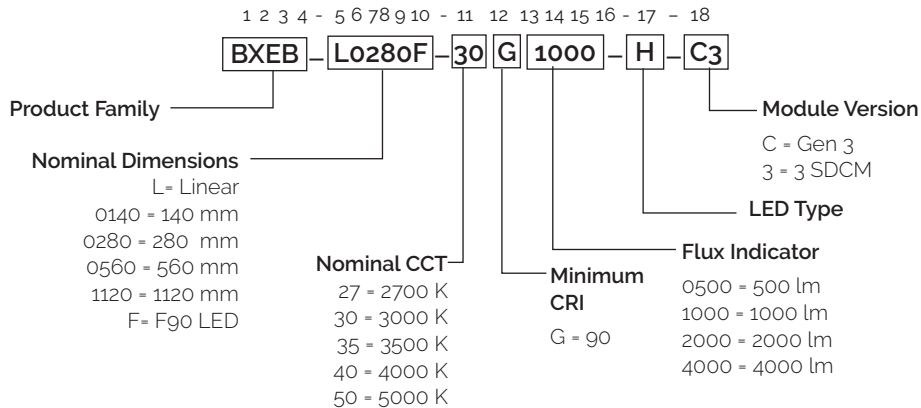 1 2 3 4 - 5 6 7 8 9 10 - 11 12 13 14 15 16 - 17 - 18
BXEB - L0280F - 30 G 1000 - H - C3
Product Family
Nominal Dimensions
L= Linear
0140 = 140 mm
0280 = 280 mm
0560 = 560 mm
1120 = 1120 mm
F= F90 LED
Nominal CCT
27 = 2700 K
30 = 3000 K
35 = 3500 K
40 = 4000 K
50 = 5000 K
Minimum
CRI
G = 90
Flux Indicator
0500 = 500 lm
1000 = 1000 lm
2000 = 2000 lm
4000 = 4000 lm
LED Type
Module Version
C = Gen 3
3 = 3 SDCM